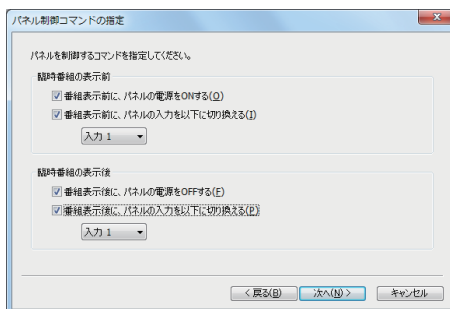 パネル制御コマンドの指定
パネルを制御するコマンドを指定してください。
臨時番組の表示前
番組表示前に、パネルの電源をONする(O)
番組表示前に、パネルの入力を以下に切り換える(I)
入力 1
臨時番組の表示後
番組表示後に、パネルの電源をOFFする(F)
番組表示後に、パネルの入力を以下に切り換える(P)
入力 1
< 戻る(B) 次へ(N) > キャンセル